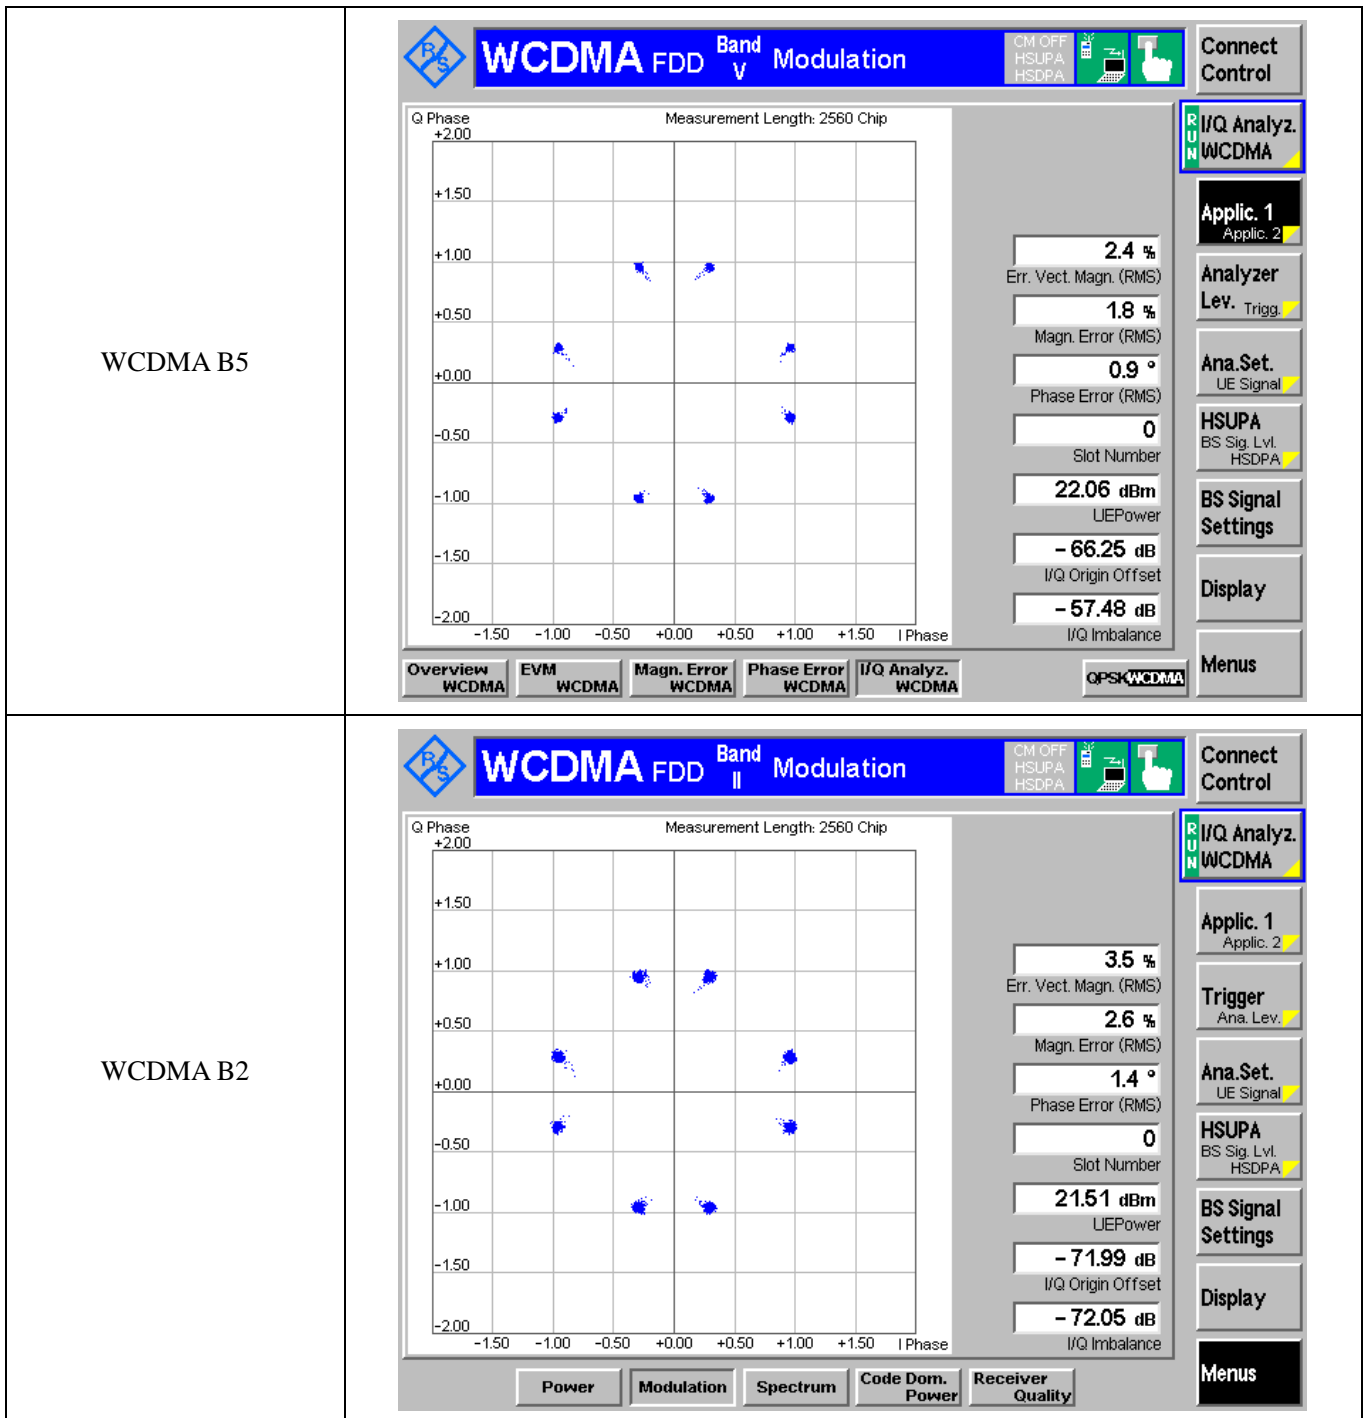 WCDMA B5
R/S
WCDMA FDD Band V Modulation
CM OFF
HSUPA
HSDPA
Connect Control
Q Phase
Measurement Length: 2560 Chip
+2.00
+1.50
+1.00
+0.50
+0.00
-0.50
-1.00
-1.50
-2.00
-1.50 -1.00 -0.50 +0.00 +0.50 +1.00 +1.50 I Phase
2.4 %
Err. Vect. Magn. (RMS)
1.8 %
Magn. Error (RMS)
0.9 °
Phase Error (RMS)
0
Slot Number
22.06 dBm
UEPower
- 66.25 dB
I/Q Origin Offset
- 57.48 dB
I/Q Imbalance
RUN
I/Q Analyz.
WCDMA
Applic. 1
Applic. 2
Analyzer
Lev. Trigg.
Ana.Set.
UE Signal
HSUPA
BS Sig. Lvl.
HSDPA
BS Signal
Settings
Display
Menus
Overview WCDMA
EVM WCDMA
Magn. Error WCDMA
Phase Error WCDMA
I/Q Analyz. WCDMA
QPSK WCDMA
WCDMA B2
R/S
WCDMA FDD Band II Modulation
CM OFF
HSUPA
HSDPA
Connect Control
Q Phase
Measurement Length: 2560 Chip
+2.00
+1.50
+1.00
+0.50
+0.00
-0.50
-1.00
-1.50
-2.00
-1.50 -1.00 -0.50 +0.00 +0.50 +1.00 +1.50 I Phase
3.5 %
Err. Vect. Magn. (RMS)
2.6 %
Magn. Error (RMS)
1.4 °
Phase Error (RMS)
0
Slot Number
21.51 dBm
UEPower
- 71.99 dB
I/Q Origin Offset
- 72.05 dB
I/Q Imbalance
RUN
I/Q Analyz.
WCDMA
Applic. 1
Applic. 2
Trigger
Ana. Lev.
Ana.Set.
UE Signal
HSUPA
BS Sig. Lvl.
HSDPA
BS Signal
Settings
Display
Menus
Power
Modulation
Spectrum
Code Dom. Power
Receiver Quality